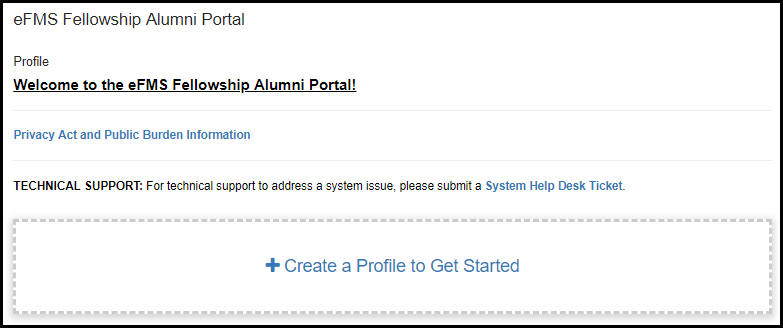 eFMS Fellowship Alumni Portal
Profile
Welcome to the eFMS Fellowship Alumni Portal!
Privacy Act and Public Burden Information
TECHNICAL SUPPORT: For technical support to address a system issue, please submit a System Help Desk Ticket.
+ Create a Profile to Get Started